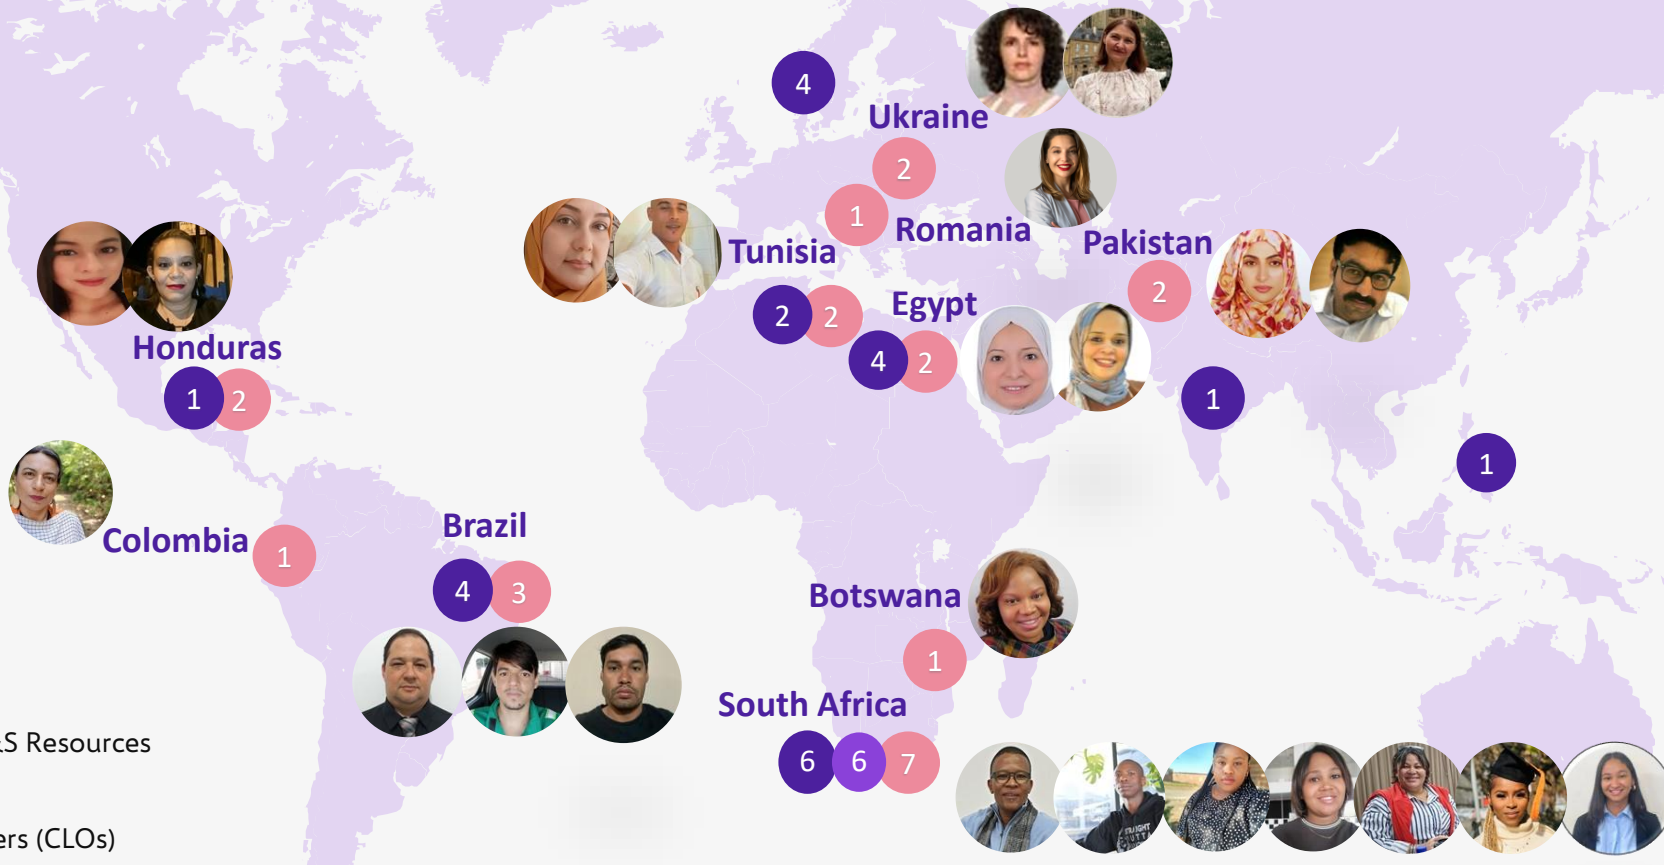 4
Ukraine
2
1
Romania
Tunisia
Pakistan
2
2
2
Egypt
4
2
Honduras
1
2
1
1
Colombia
1
Brazil
4
3
Botswana
1
South Africa
6
6
7
S Resources
ers (CLOs)